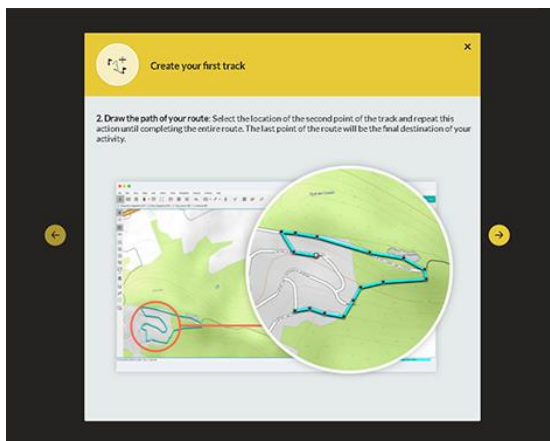 Create your first track
2. Draw the path of your route: Select the location of the second point of the track and repeat this
action until completing the entire route. The last point of the route will be the final destination of your
activity.